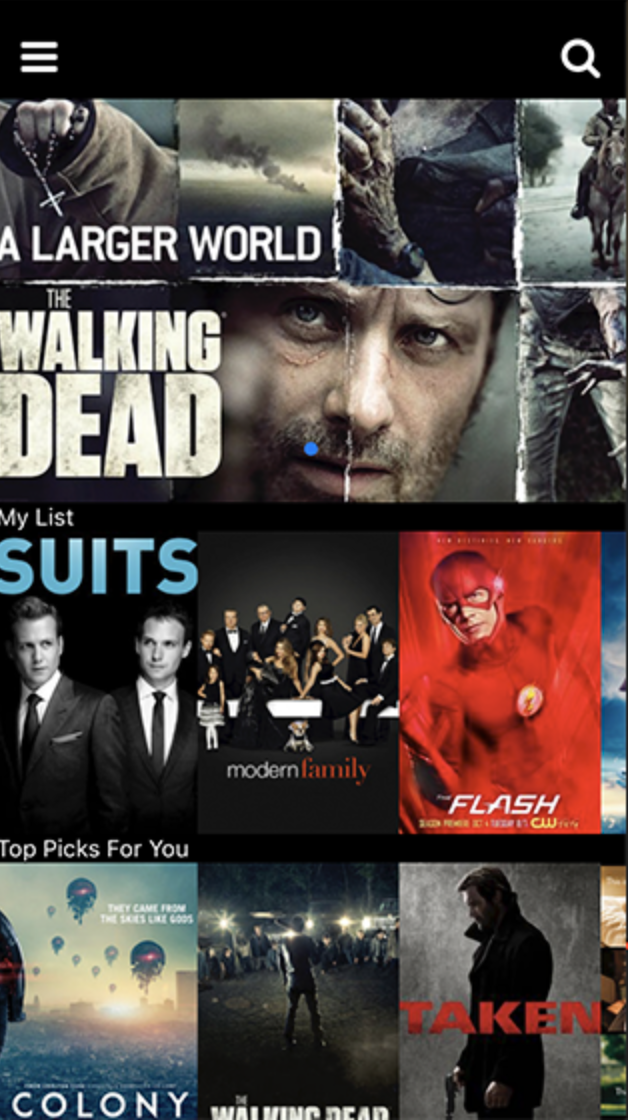 A LARGER WORLD
THE
WALKING
DEAD
My List
SUITS
modern family
NEW DESTINIES. NEW DANGERS.
THE
FLASH
SEASON PREMIERE OCT 4 TUESDAY 8/7c CW
Top Picks For You
THEY CAME FROM
THE SKIES LIKE GODS
COLONY
THE
WALKING DEAD
TAKEN